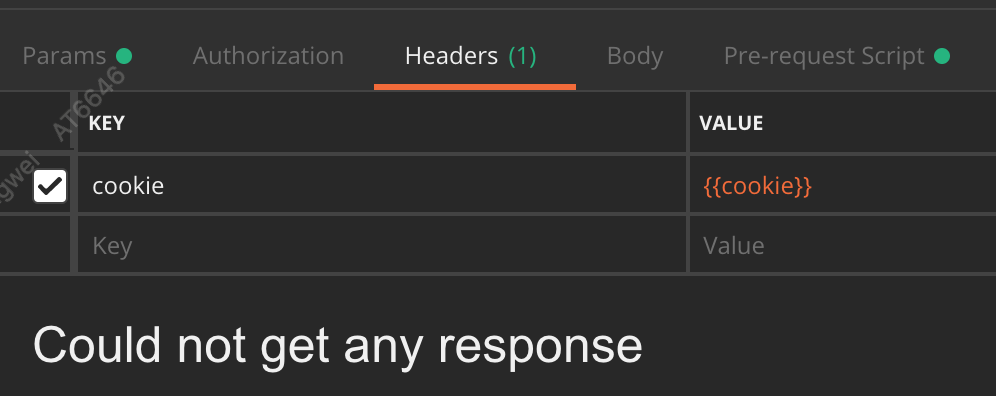 Params Authorization Headers (1) Body Pre-request Script
KEY VALUE
cookie {{cookie}}
Key Value
Could not get any response
AT6646